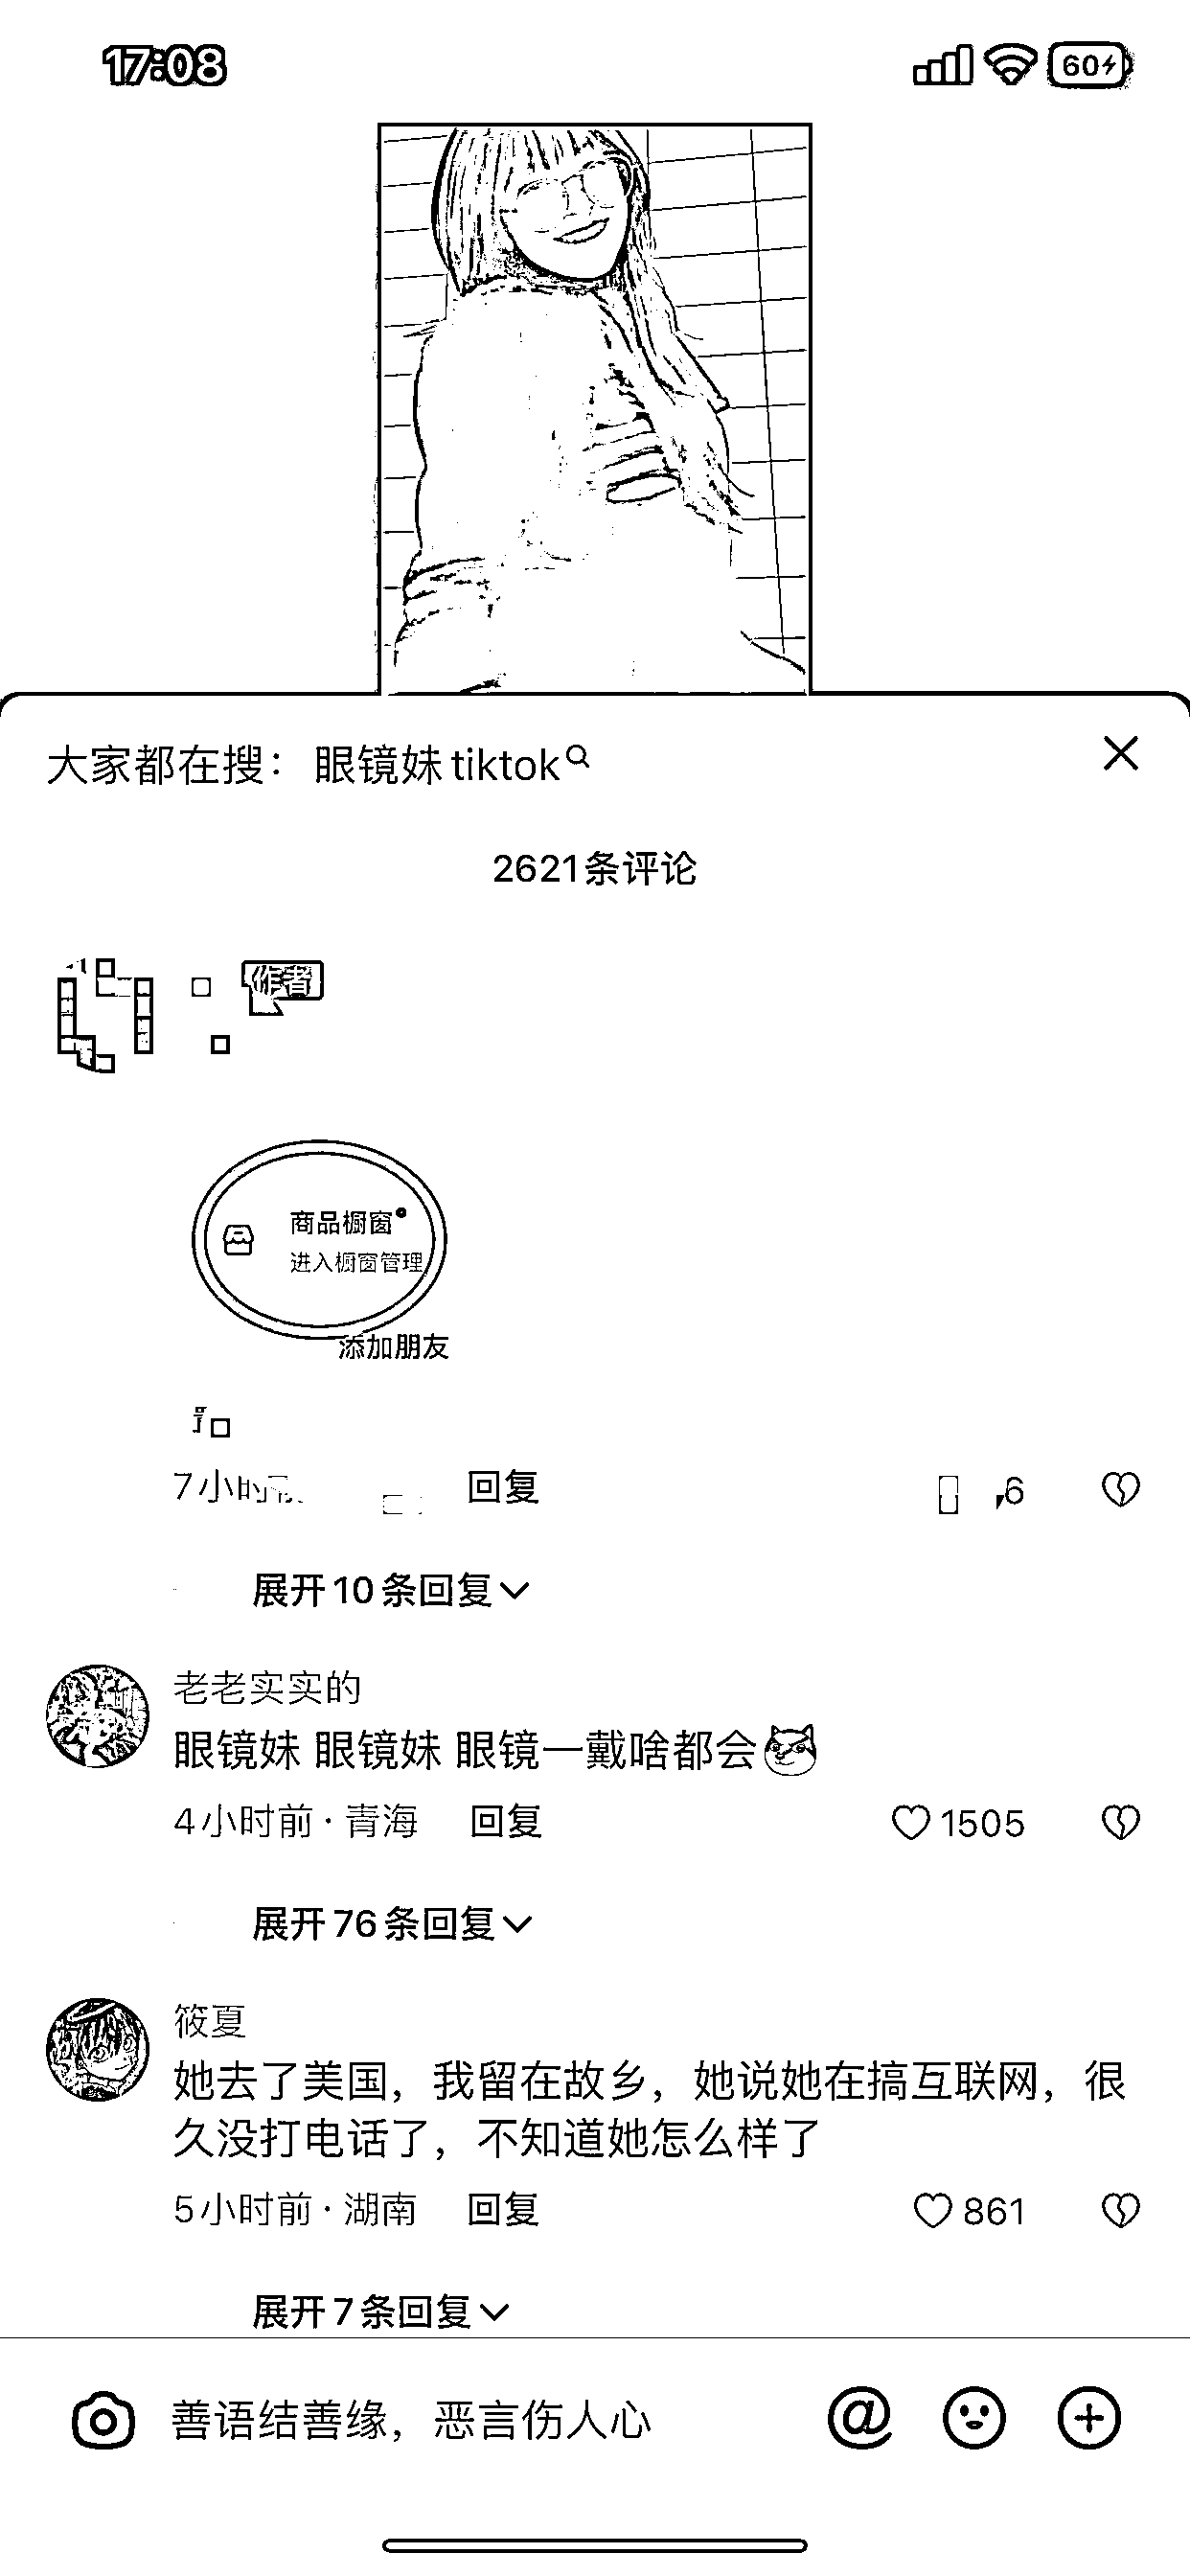 17:08
60
大家都在搜：眼镜妹tiktok
2621条评论
作者
商品橱窗
进入橱窗管理
添加朋友
7小时
回复
6
展开10条回复
老老实实的
眼镜妹 眼镜妹 眼镜一戴啥都会
4小时前·青海 回复 1505
展开76条回复
筱夏
她去了美国，我留在故乡，她说她在搞互联网，很
久没打电话了，不知道她怎么样了
5小时前·湖南 回复 861
展开7条回复
善语结善缘，恶言伤人心